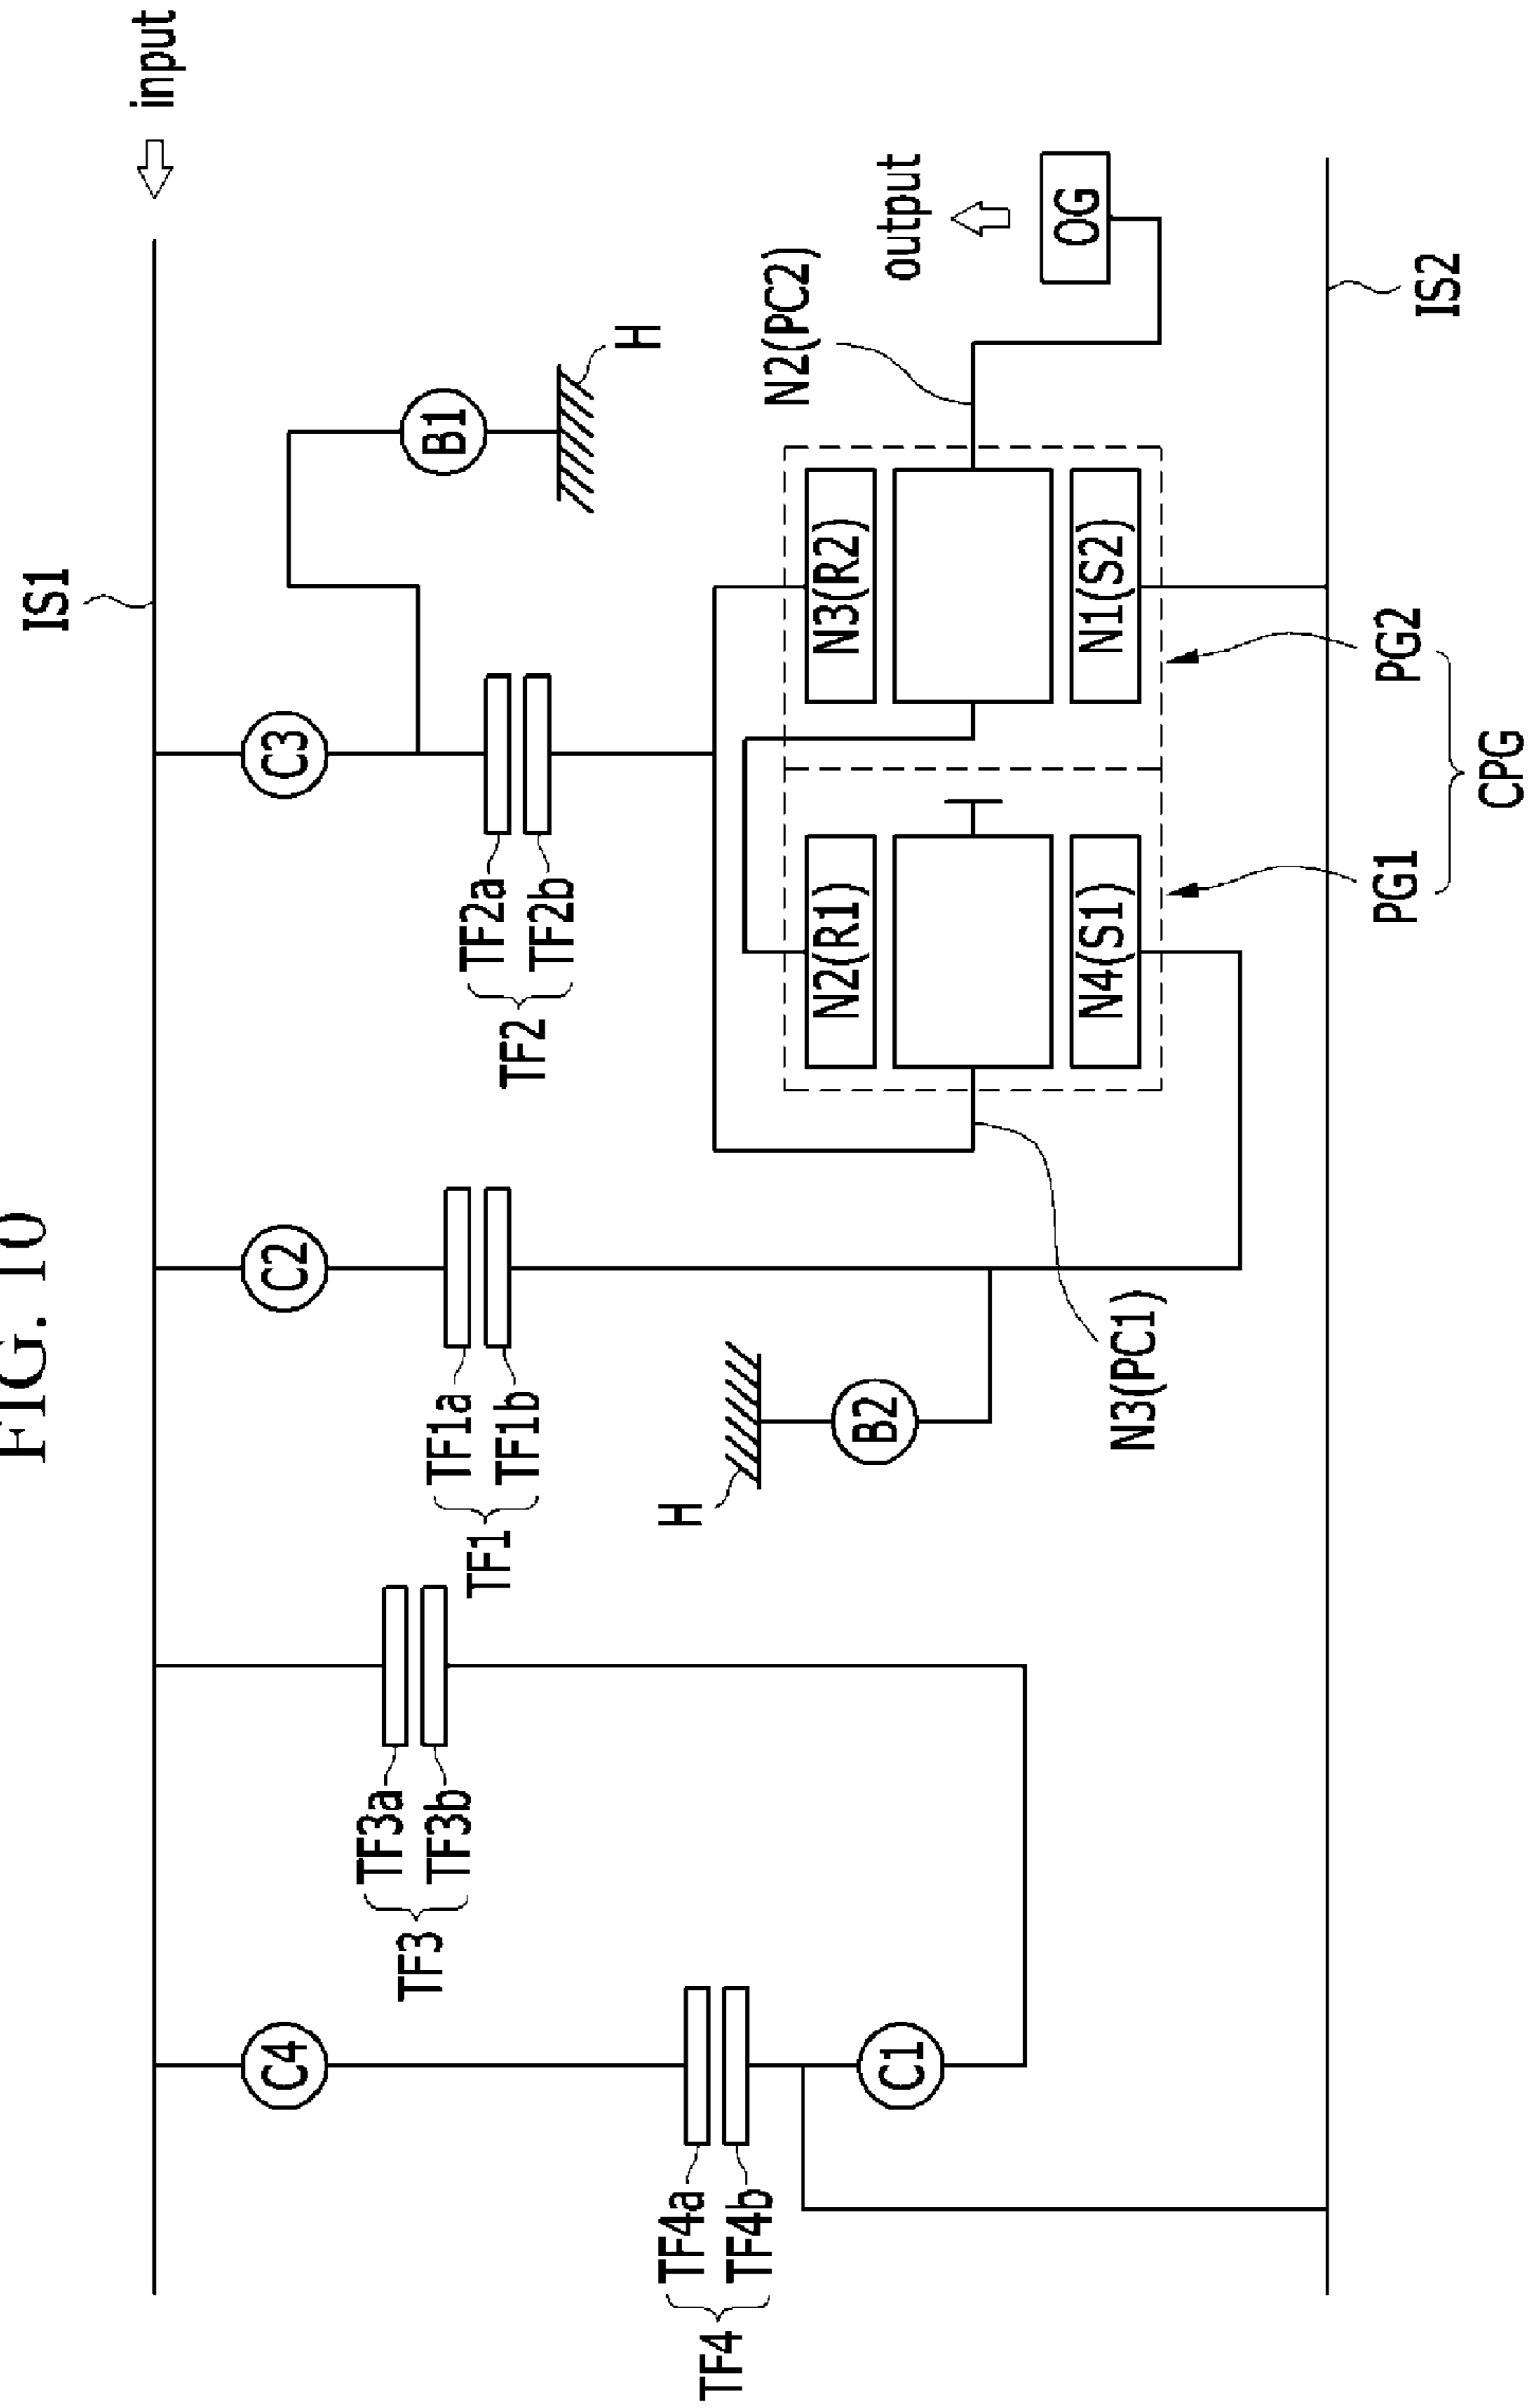 FIG. 10
input
IS1
C3
C2
C4
B1
H
TF2a
TF2b
TF2
TF1a
TF1b
TF1
TF3a
TF3b
TF3
TF4a
TF4b
TF4
C1
H
B2
N2(PC2)
output
OG
N3(R2)
N1(S2)
N2(R1)
N4(S1)
N3(PC1)
PG1
PG2
CPG
IS2